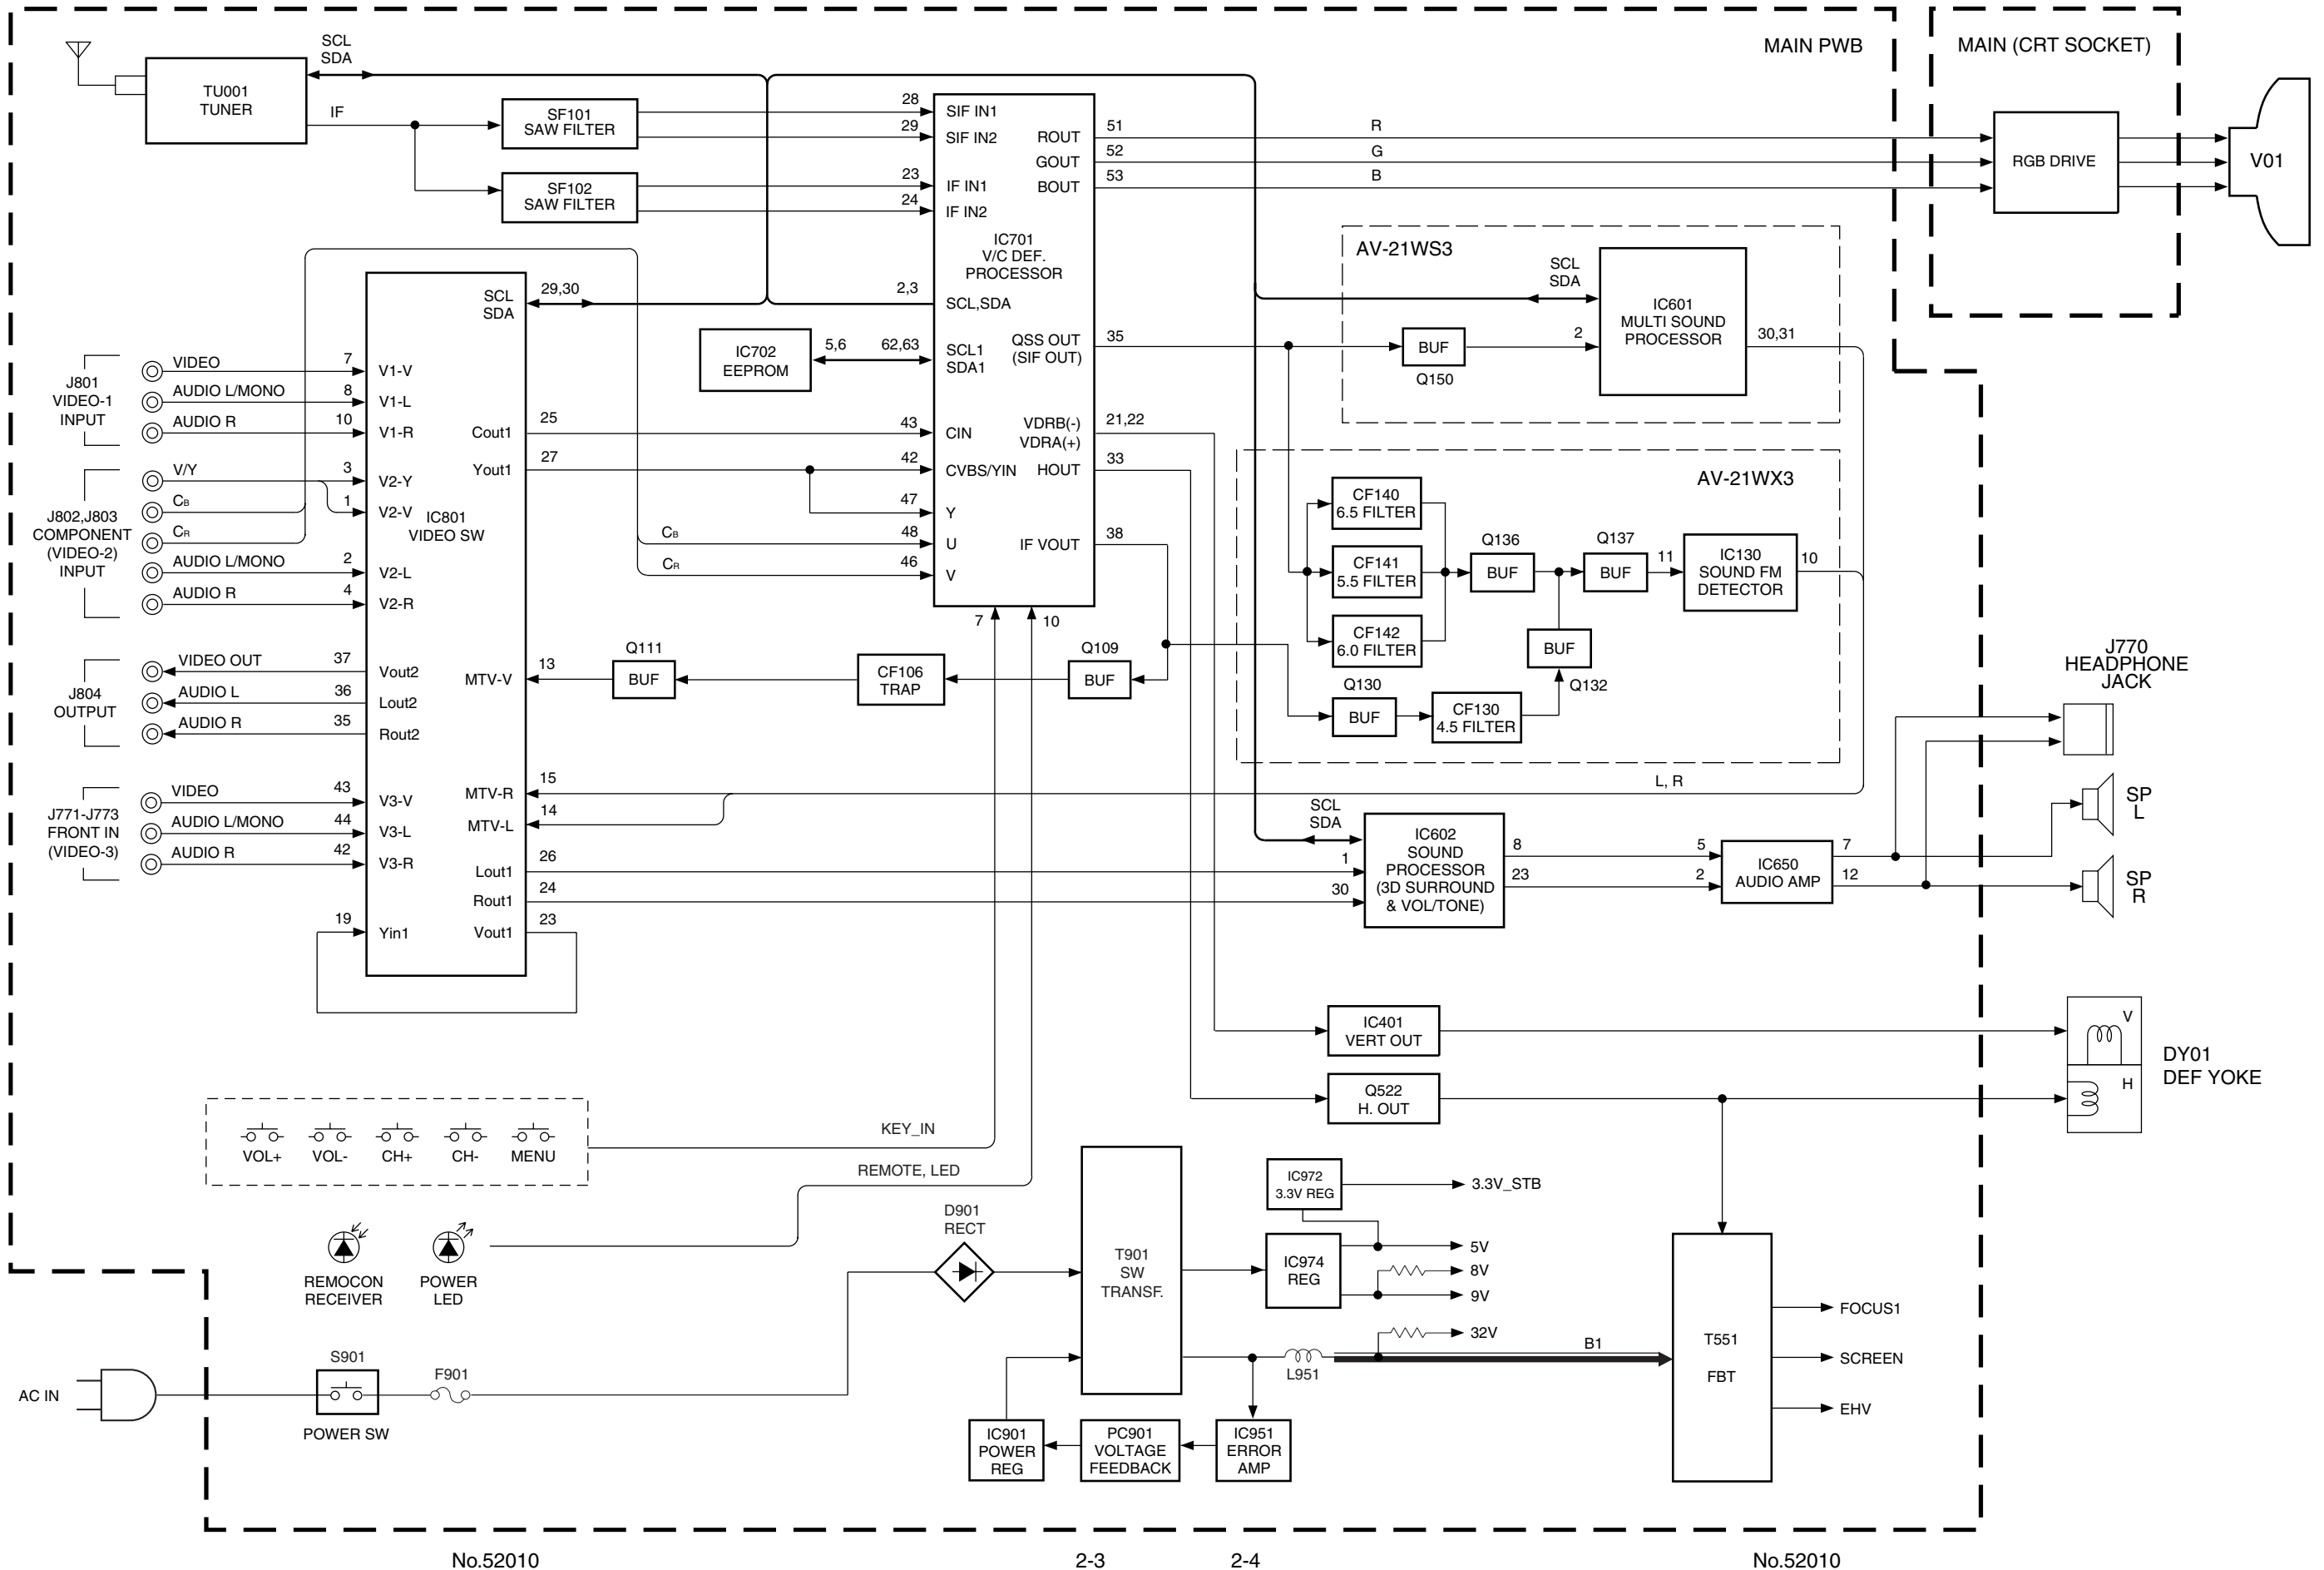 MAIN PWB
MAIN (CRT SOCKET)
SCL
SDA
TU001
TUNER
IF
SF101
SAW FILTER
SF102
SAW FILTER
28
29
23
24
SIF IN1
SIF IN2
IF IN1
IF IN2
IC701
V/C DEF.
PROCESSOR
2,3
SCL,SDA
ROUT
GOUT
BOUT
51
52
53
R
G
B
RGB DRIVE
V01
AV-21WS3
SCL
SDA
IC601
MULTI SOUND
PROCESSOR
30,31
2
BUF
Q150
QSS OUT
(SIF OUT)
35
IC702
EEPROM
5,6
62,63
SCL1
SDA1
VDRB(-)
VDRA(+)
21,22
HOUT
33
CIN
43
CVBS/YIN
42
Y
47
U
48
V
46
IF VOUT
38
7
10
CB
CR
SCL
SDA
29,30
J801
VIDEO-1
INPUT
VIDEO
7
V1-V
AUDIO L/MONO
8
V1-L
AUDIO R
10
V1-R
Cout1
25
Yout1
27
J802,J803
COMPONENT
(VIDEO-2)
INPUT
V/Y
3
V2-Y
CB
1
V2-V
CR
AUDIO L/MONO
2
V2-L
AUDIO R
4
V2-R
IC801
VIDEO SW
J804
OUTPUT
VIDEO OUT
37
Vout2
AUDIO L
36
Lout2
AUDIO R
35
Rout2
MTV-V
13
Q111
BUF
CF106
TRAP
Q109
BUF
J771-J773
FRONT IN
(VIDEO-3)
VIDEO
43
V3-V
AUDIO L/MONO
44
V3-L
AUDIO R
42
V3-R
MTV-R
15
MTV-L
14
Lout1
26
Rout1
24
Vout1
23
19
Yin1
AV-21WX3
CF140
6.5 FILTER
CF141
5.5 FILTER
CF142
6.0 FILTER
Q136
BUF
Q137
BUF
11
IC130
SOUND FM
DETECTOR
10
BUF
Q132
Q130
BUF
CF130
4.5 FILTER
L, R
SCL
SDA
1
30
IC602
SOUND
PROCESSOR
(3D SURROUND
& VOL/TONE)
8
23
5
2
IC650
AUDIO AMP
7
12
J770
HEADPHONE
JACK
SP
L
SP
R
IC401
VERT OUT
Q522
H. OUT
V
H
DY01
DEF YOKE
VOL+
VOL-
CH+
CH-
MENU
KEY_IN
REMOTE, LED
REMOCON
RECEIVER
POWER
LED
D901
RECT
T901
SW
TRANSF.
IC972
3.3V REG
3.3V_STB
IC974
REG
5V
8V
9V
32V
B1
L951
T551
FBT
FOCUS1
SCREEN
EHV
AC IN
S901
POWER SW
F901
IC901
POWER
REG
PC901
VOLTAGE
FEEDBACK
IC951
ERROR
AMP
No.52010
2-3
2-4
No.52010